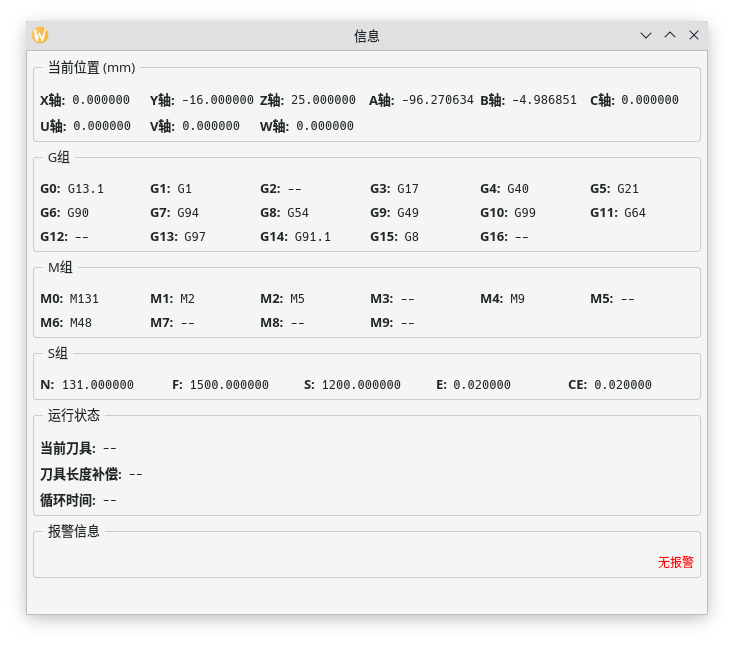 W 信息
当前位置 (mm)
X轴: 0.000000 Y轴: -16.000000 Z轴: 25.000000 A轴: -96.270634 B轴: -4.986851 C轴: 0.000000
U轴: 0.000000 V轴: 0.000000 W轴: 0.000000
G组
G0: G13.1 G1: G1 G2: -- G3: G17 G4: G40 G5: G21
G6: G90 G7: G94 G8: G54 G9: G49 G10: G99 G11: G64
G12: -- G13: G97 G14: G91.1 G15: G8 G16: --
M组
M0: M131 M1: M2 M2: M5 M3: -- M4: M9 M5: --
M6: M48 M7: -- M8: -- M9: --
S组
N: 131.000000 F: 1500.000000 S: 1200.000000 E: 0.020000 CE: 0.020000
运行状态
当前刀具: --
刀具长度补偿: --
循环时间: --
报警信息
无报警